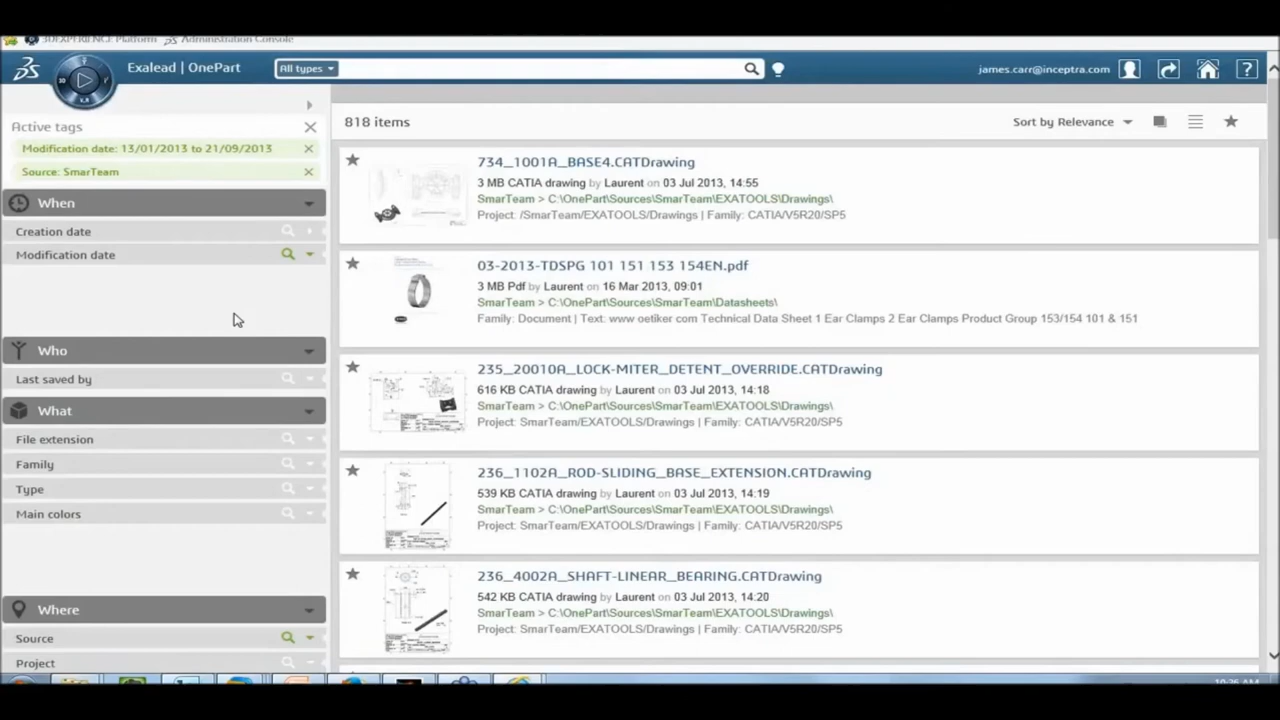 3DEXPERIENCE Platform Administration Console
Exalead | OnePart
All types
james.carr@inceptra.com
?
Active tags
Modification date: 13/01/2013 to 21/09/2013
Source: SmarTeam
When
Creation date
Modification date
Who
Last saved by
What
File extension
Family
Type
Main colors
Where
Source
Project
818 items
Sort by Relevance
734_1001A_BASE4.CATDrawing
3 MB CATIA drawing by Laurent on 03 Jul 2013, 14:55
SmarTeam > C:\OnePart\Sources\SmarTeam\EXATOOLS\Drawings\
Project: /SmarTeam/EXATOOLS/Drawings | Family: CATIA/V5R20/SP5
03-2013-TDSPG 101 151 153 154EN.pdf
3 MB Pdf by Laurent on 16 Mar 2013, 09:01
SmarTeam > C:\OnePart\Sources\SmarTeam\Datasheets\
Family: Document | Text: www oetiker com Technical Data Sheet 1 Ear Clamps 2 Ear Clamps Product Group 153/154 101 & 151
235_20010A_LOCK-MITER_DETENT_OVERRIDE.CATDrawing
616 KB CATIA drawing by Laurent on 03 Jul 2013, 14:18
SmarTeam > C:\OnePart\Sources\SmarTeam\EXATOOLS\Drawings\
Project: SmarTeam/EXATOOLS/Drawings | Family: CATIA/V5R20/SP5
236_1102A_ROD-SLIDING_BASE_EXTENSION.CATDrawing
539 KB CATIA drawing by Laurent on 03 Jul 2013, 14:19
SmarTeam > C:\OnePart\Sources\SmarTeam\EXATOOLS\Drawings\
Project: SmarTeam/EXATOOLS/Drawings | Family: CATIA/V5R20/SP5
236_4002A_SHAFT-LINEAR_BEARING.CATDrawing
542 KB CATIA drawing by Laurent on 03 Jul 2013, 14:20
SmarTeam > C:\OnePart\Sources\SmarTeam\EXATOOLS\Drawings\
Project: SmarTeam/EXATOOLS/Drawings | Family: CATIA/V5R20/SP5
10:26 AM